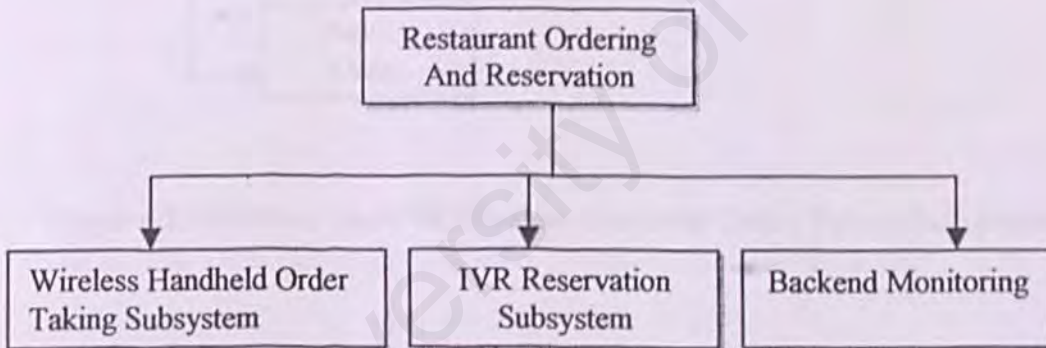 Restaurant Ordering
And Reservation
Wireless Handheld Order
Taking Subsystem
IVR Reservation
Subsystem
Backend Monitoring